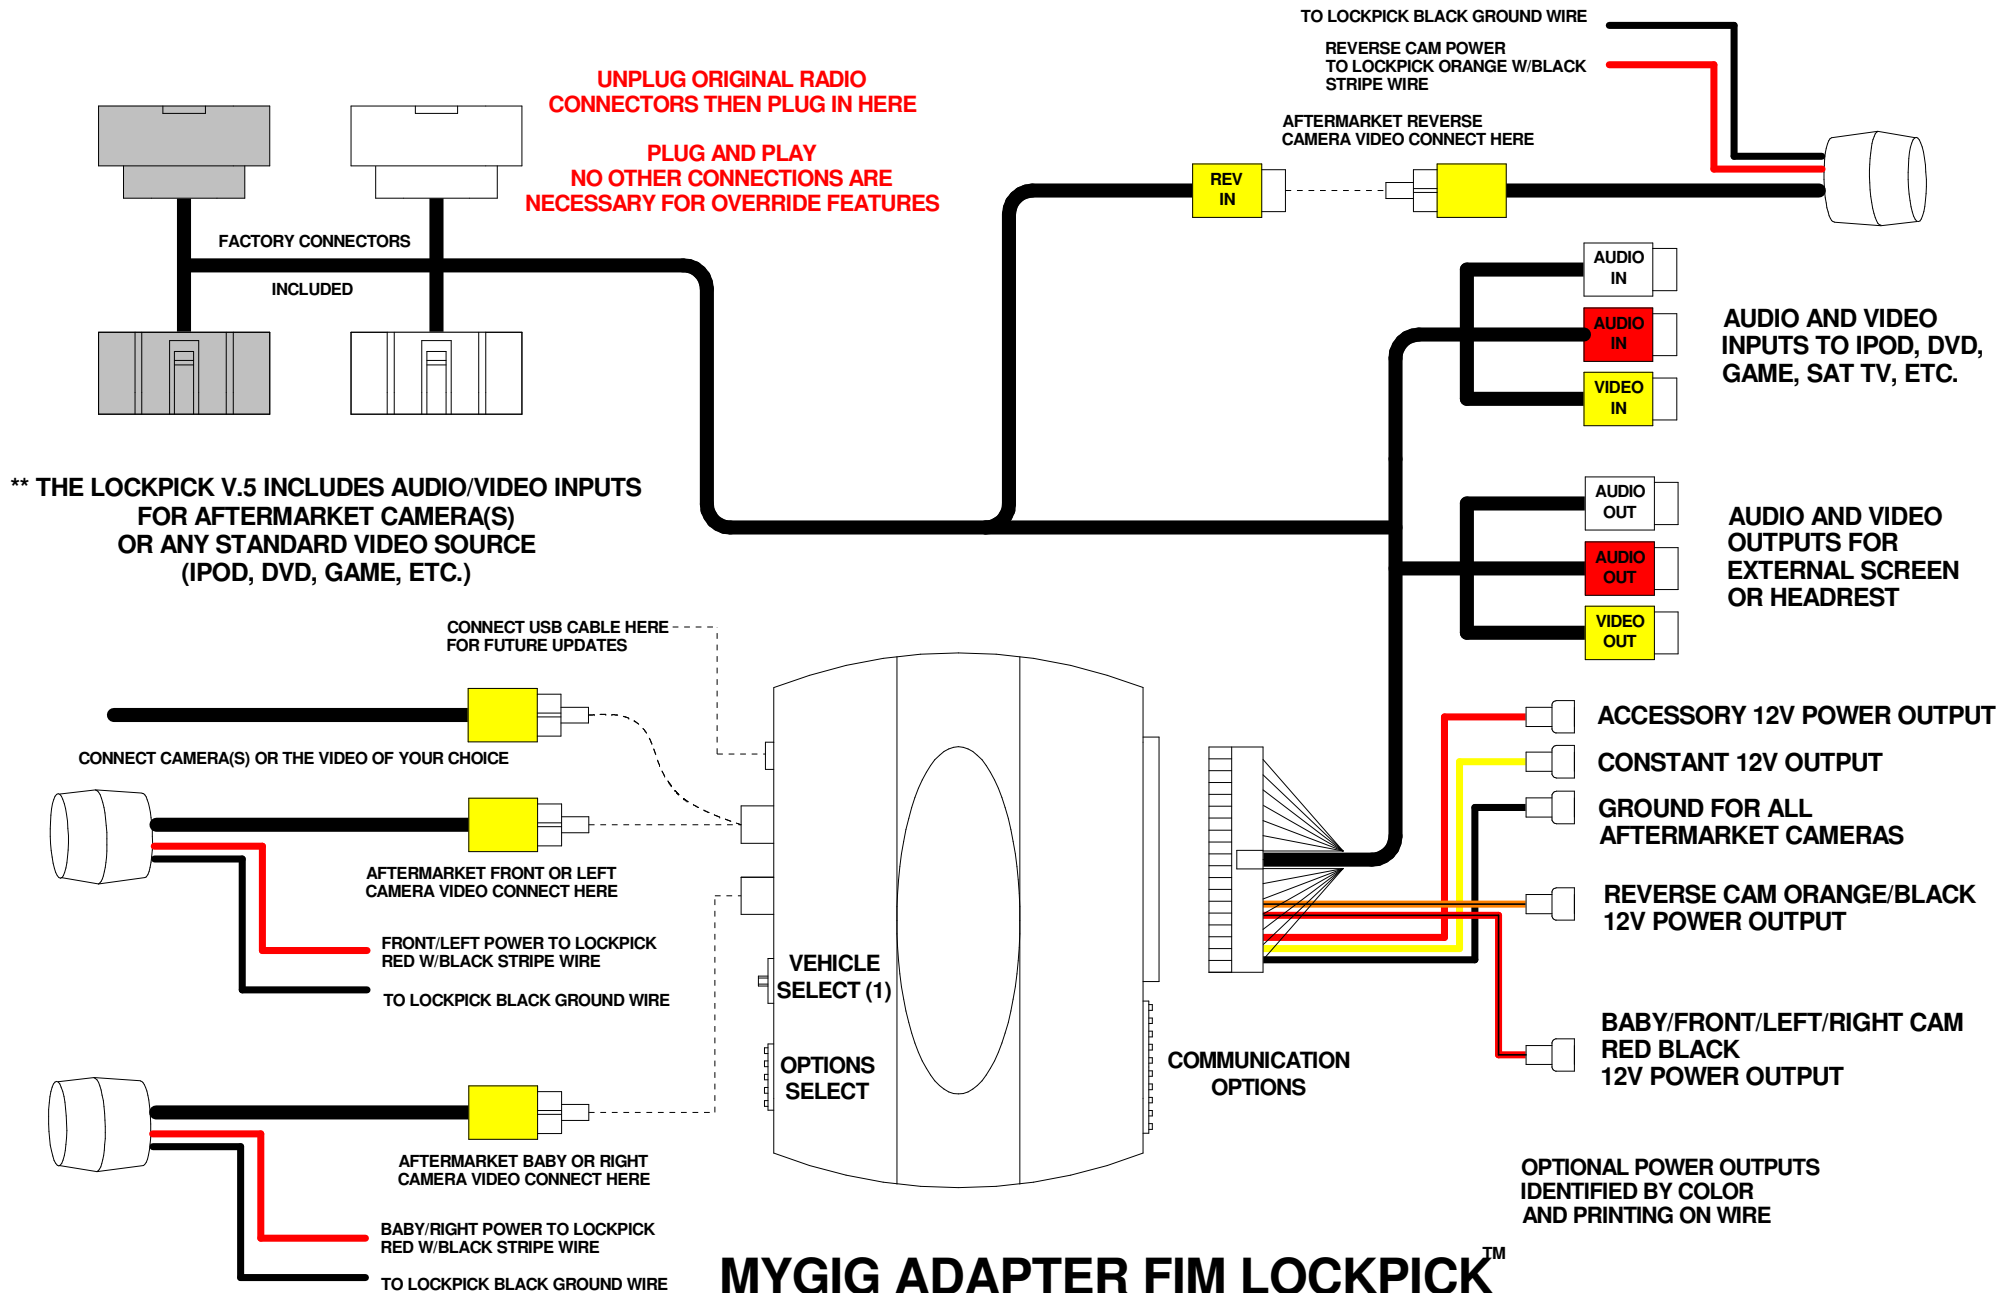 TO LOCKPICK BLACK GROUND WIRE
REVERSE CAM POWER
TO LOCKPICK ORANGE W/BLACK
STRIPE WIRE
UNPLUG ORIGINAL RADIO
CONNECTORS THEN PLUG IN HERE
PLUG AND PLAY
NO OTHER CONNECTIONS ARE
NECESSARY FOR OVERRIDE FEATURES
AFTERMARKET REVERSE
CAMERA VIDEO CONNECT HERE
REV
IN
FACTORY CONNECTORS
INCLUDED
AUDIO
IN
AUDIO
IN
VIDEO
IN
AUDIO AND VIDEO
INPUTS TO IPOD, DVD,
GAME, SAT TV, ETC.
** THE LOCKPICK V.5 INCLUDES AUDIO/VIDEO INPUTS
FOR AFTERMARKET CAMERA(S)
OR ANY STANDARD VIDEO SOURCE
(IPOD, DVD, GAME, ETC.)
AUDIO
OUT
AUDIO
OUT
VIDEO
OUT
AUDIO AND VIDEO
OUTPUTS FOR
EXTERNAL SCREEN
OR HEADREST
CONNECT USB CABLE HERE
FOR FUTURE UPDATES
CONNECT CAMERA(S) OR THE VIDEO OF YOUR CHOICE
AFTERMARKET FRONT OR LEFT
CAMERA VIDEO CONNECT HERE
FRONT/LEFT POWER TO LOCKPICK
RED W/BLACK STRIPE WIRE
TO LOCKPICK BLACK GROUND WIRE
VEHICLE
SELECT (1)
OPTIONS
SELECT
COMMUNICATION
OPTIONS
ACCESSORY 12V POWER OUTPUT
CONSTANT 12V OUTPUT
GROUND FOR ALL
AFTERMARKET CAMERAS
REVERSE CAM ORANGE/BLACK
12V POWER OUTPUT
BABY/FRONT/LEFT/RIGHT CAM
RED BLACK
12V POWER OUTPUT
AFTERMARKET BABY OR RIGHT
CAMERA VIDEO CONNECT HERE
BABY/RIGHT POWER TO LOCKPICK
RED W/BLACK STRIPE WIRE
TO LOCKPICK BLACK GROUND WIRE
OPTIONAL POWER OUTPUTS
IDENTIFIED BY COLOR
AND PRINTING ON WIRE
MYGIG ADAPTER FIM LOCKPICK™